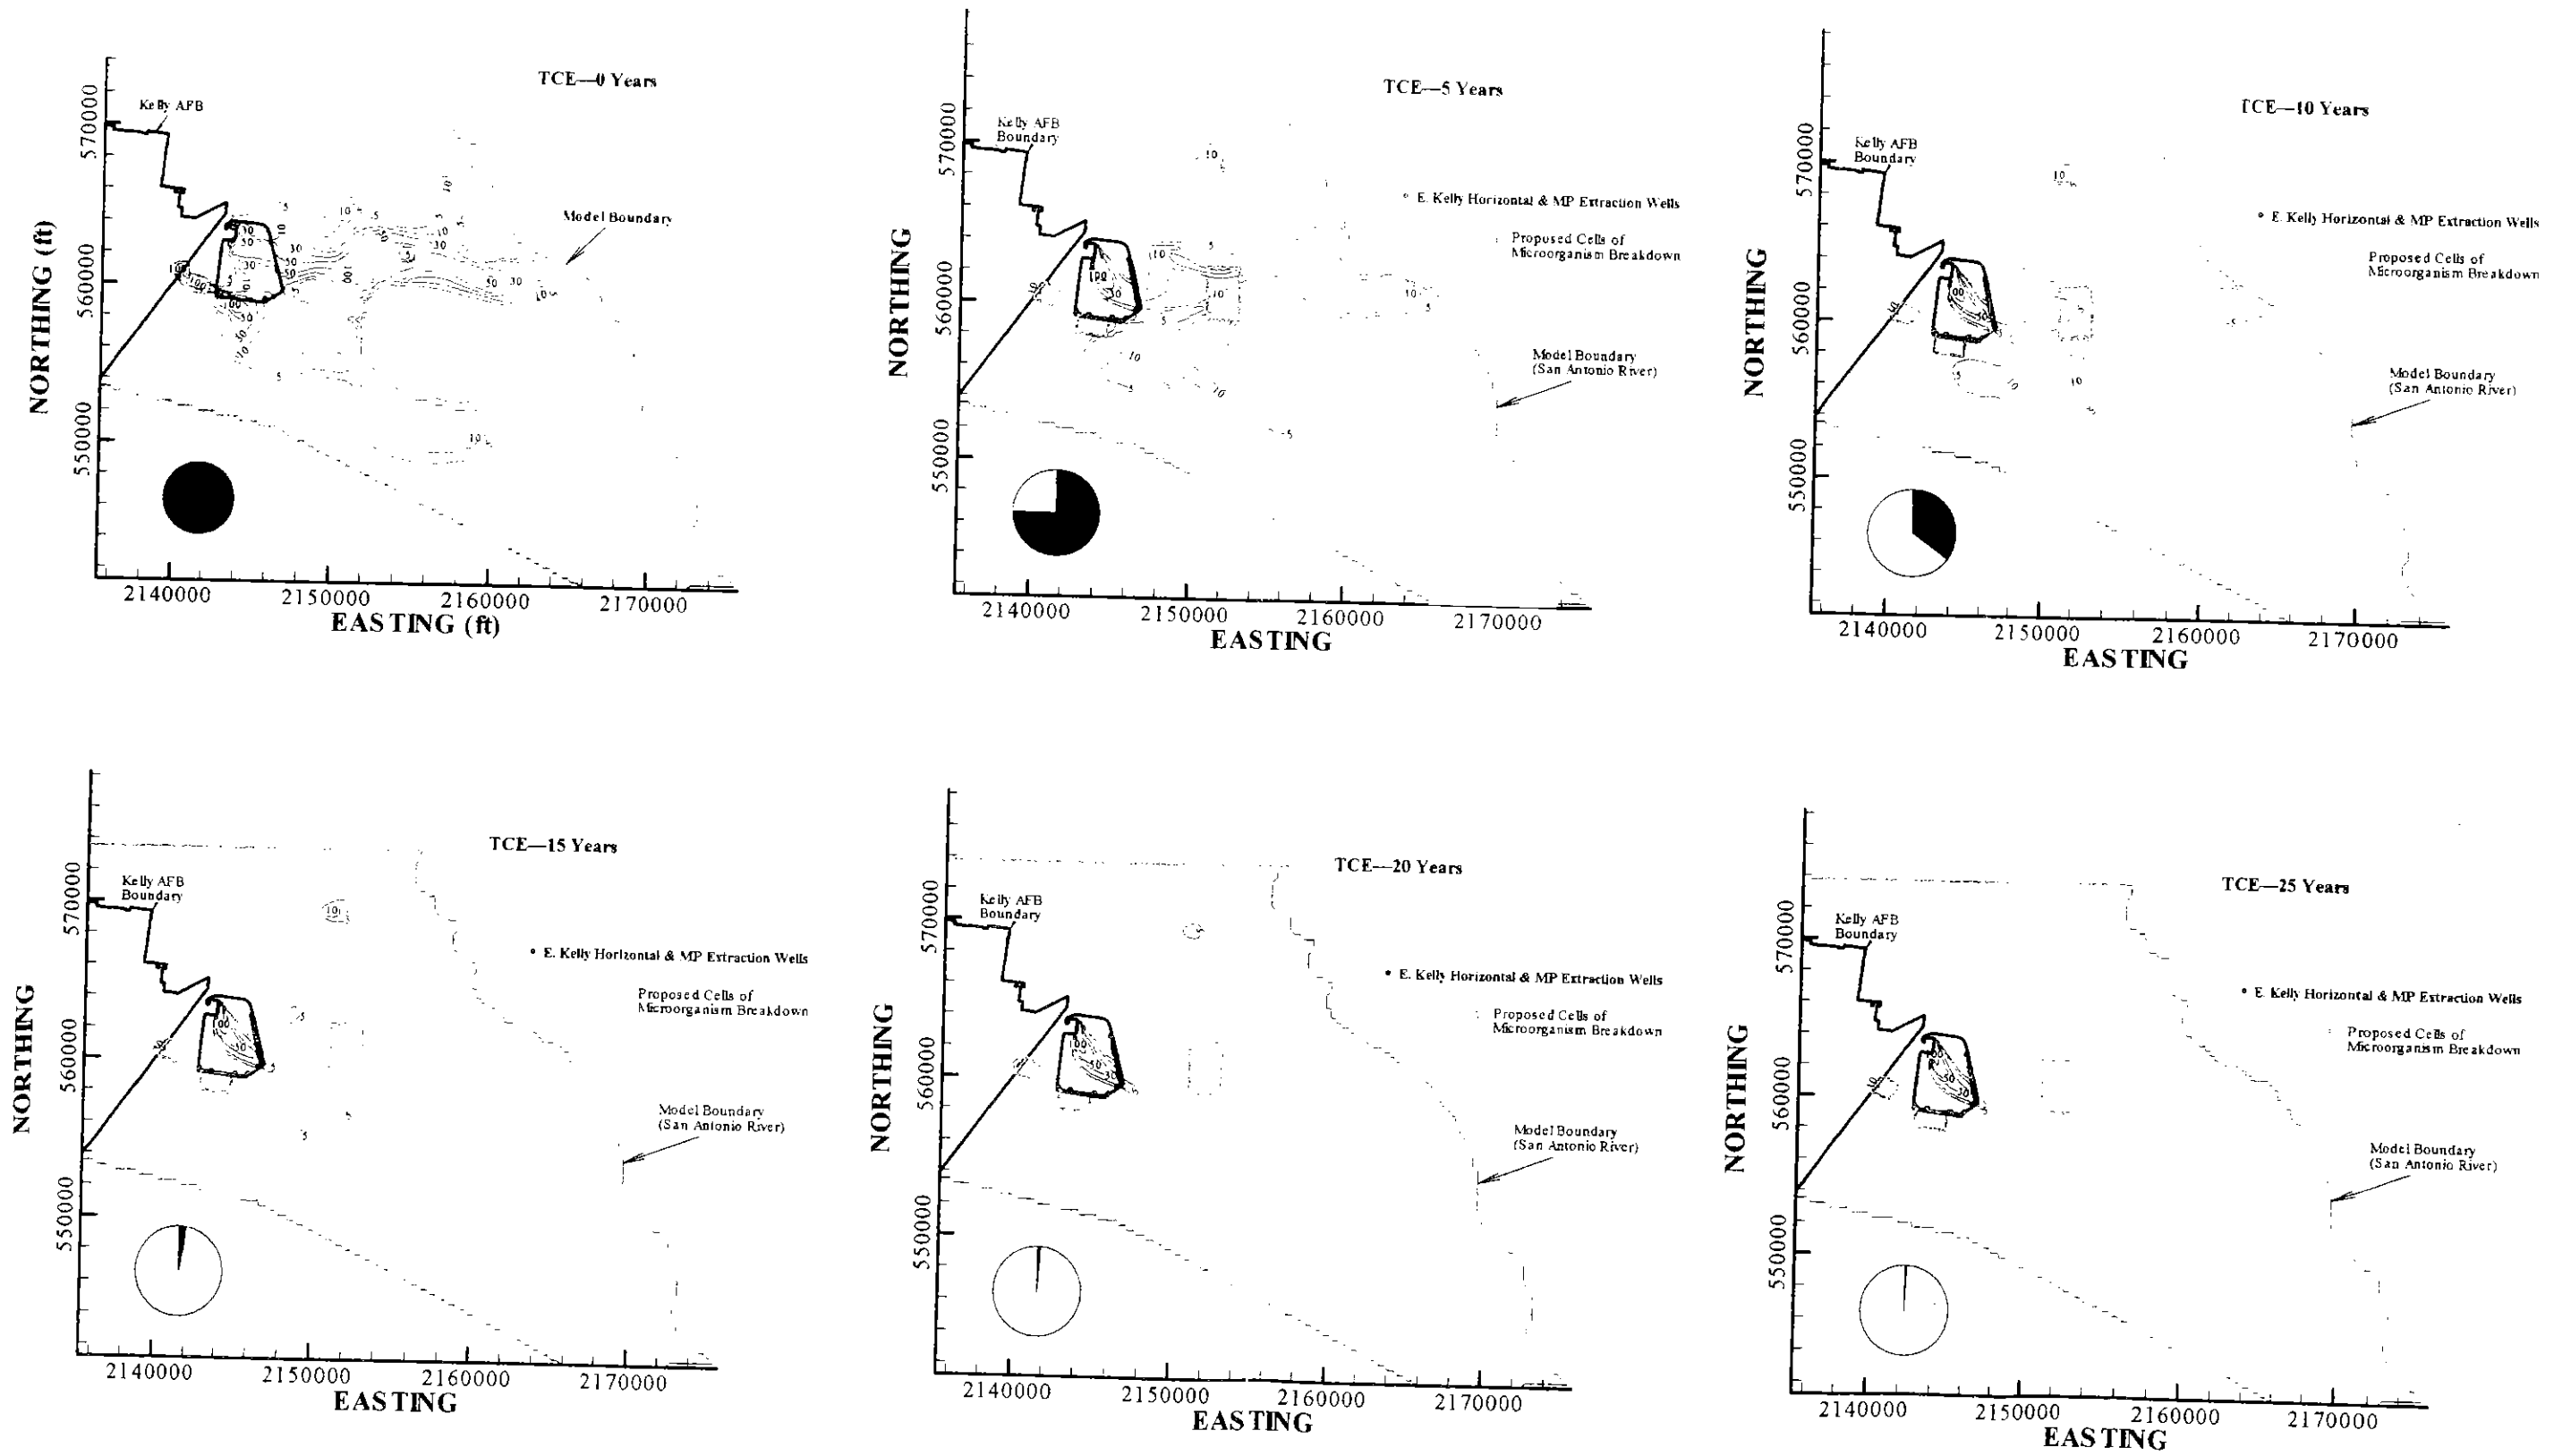 TCE—0 Years
Kelly AFB
Model Boundary
NORTHING (ft)
570000
560000
550000
2140000
2150000
2160000
2170000
EASTING (ft)
TCE—5 Years
Kelly AFB
Boundary
E. Kelly Horizontal & MP Extraction Wells
Proposed Cells of
Microorganism Breakdown
Model Boundary
(San Antonio River)
NORTHING
570000
560000
550000
2140000
2150000
2160000
2170000
EASTING
TCE—10 Years
Kelly AFB
Boundary
E. Kelly Horizontal & MP Extraction Wells
Proposed Cells of
Microorganism Breakdown
Model Boundary
(San Antonio River)
NORTHING
570000
560000
550000
2140000
2150000
2160000
2170000
EASTING
TCE—15 Years
Kelly AFB
Boundary
E. Kelly Horizontal & MP Extraction Wells
Proposed Cells of
Microorganism Breakdown
Model Boundary
(San Antonio River)
NORTHING
570000
560000
550000
2140000
2150000
2160000
2170000
EASTING
TCE—20 Years
Kelly AFB
Boundary
E. Kelly Horizontal & MP Extraction Wells
Proposed Cells of
Microorganism Breakdown
Model Boundary
(San Antonio River)
NORTHING
570000
560000
550000
2140000
2150000
2160000
2170000
EASTING
TCE—25 Years
Kelly AFB
Boundary
E. Kelly Horizontal & MP Extraction Wells
Proposed Cells of
Microorganism Breakdown
Model Boundary
(San Antonio River)
NORTHING
570000
560000
550000
2140000
2150000
2160000
2170000
EASTING